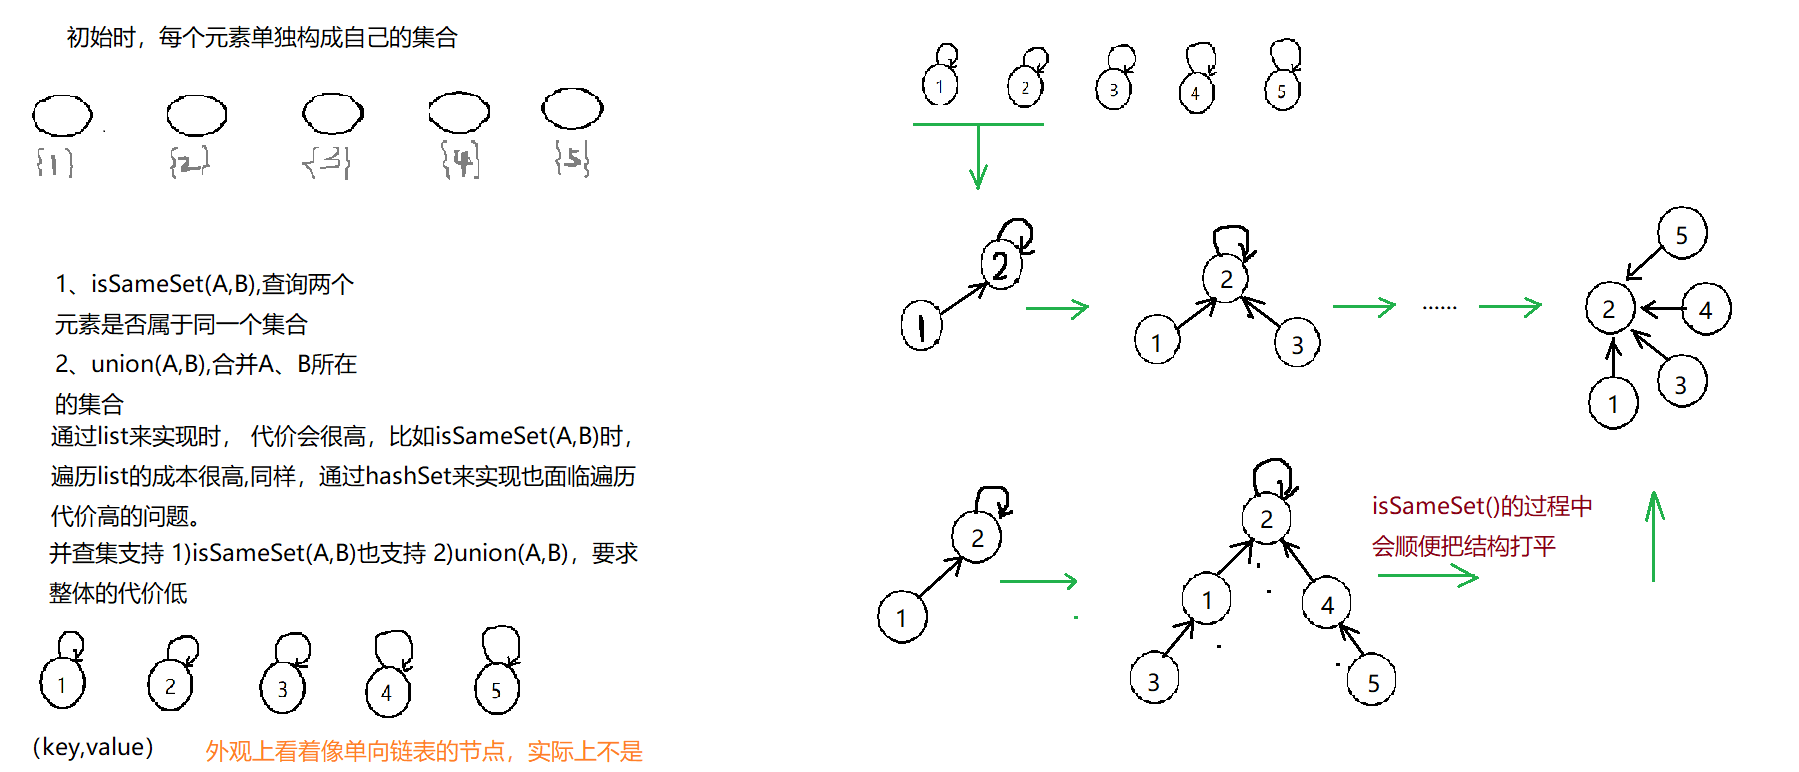 初始时，每个元素单独构成自己的集合
{1} {2} {3} {4} {5}
1、isSameSet(A,B),查询两个
元素是否属于同一个集合
2、union(A,B),合并A、B所在
的集合
通过list来实现时， 代价会很高，比如isSameSet(A,B)时，
遍历list的成本很高,同样，通过hashSet来实现也面临遍历
代价高的问题。
并查集支持 1)isSameSet(A,B)也支持 2)union(A,B)，要求
整体的代价低
1 2 3 4 5
（key,value）
外观上看着像单向链表的节点，实际上不是
1 2 3 4 5
2
1
2
1 3
......
5
2 4
3
1
2
1
2
1 4
3 5
isSameSet()的过程中
会顺便把结构打平